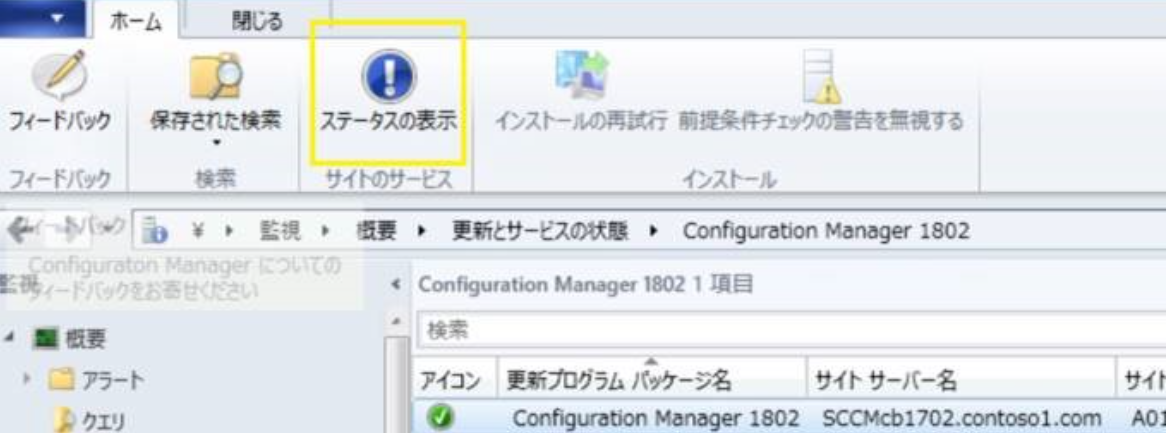 ホーム 閉じる
フィードバック 保存された検索 ステータスの表示 インストールの再試行 前提条件チェックの警告を無視する
フィードバック 検索 サイトのサービス インストール
フィードバック ¥ 監視 概要 更新とサービスの状態 Configuration Manager 1802
Configuraton Manager についての
監視
フィードバックをお寄せください
Configuration Manager 1802 1 項目
検索
概要
アラート
クエリ
アイコン 更新プログラム パッケージ名 サイト サーバー名 サイト
Configuration Manager 1802 SCCMcb1702.contoso1.com A01